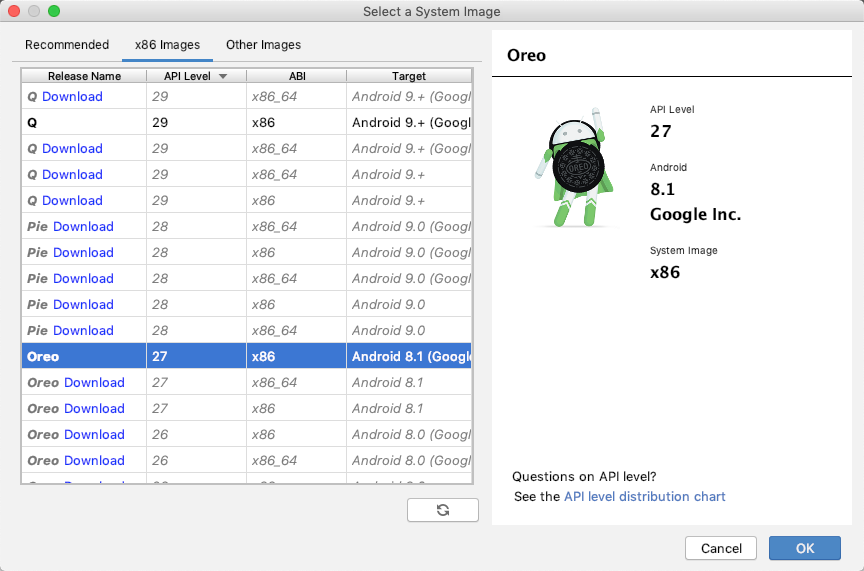 Select a System Image
Recommended x86 Images Other Images
Release Name API Level ABI Target
Q Download 29 x86_64 Android 9.+ (Googl
Q 29 x86 Android 9.+ (Googl
Q Download 29 x86_64 Android 9.+ (Googl
Q Download 29 x86_64 Android 9.+
Q Download 29 x86 Android 9.+
Pie Download 28 x86_64 Android 9.0 (Googl
Pie Download 28 x86 Android 9.0 (Googl
Pie Download 28 x86_64 Android 9.0 (Googl
Pie Download 28 x86 Android 9.0
Pie Download 28 x86_64 Android 9.0
Oreo 27 x86 Android 8.1 (Google
Oreo Download 27 x86_64 Android 8.1
Oreo Download 27 x86 Android 8.1
Oreo Download 26 x86 Android 8.0 (Googl
Oreo Download 26 x86_64 Android 8.0 (Googl
Oreo
OREO
API Level
27
Android
8.1
Google Inc.
System Image
x86
Questions on API level?
See the API level distribution chart
Cancel OK